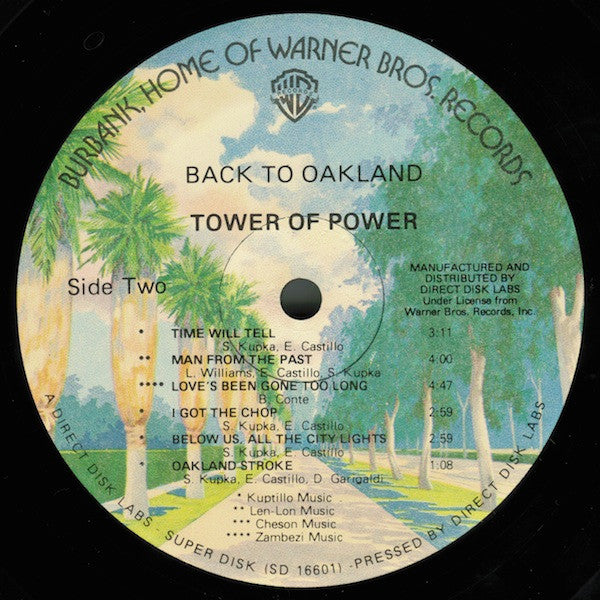 BURBANK, HOME OF WARNER BROS. RECORDS
BACK TO OAKLAND
TOWER OF POWER
Side Two
MANUFACTURED AND
DISTRIBUTED BY
DIRECT DISK LABS
Under License from
Warner Bros. Records, Inc.
* TIME WILL TELL 3:11
S. Kupka, E. Castillo
** MAN FROM THE PAST 4:00
L. Williams, E. Castillo, S. Kupka
**** LOVE'S BEEN GONE TOO LONG 4:47
B. Conte
* I GOT THE CHOP 2:59
S. Kupka, E. Castillo
* BELOW US, ALL THE CITY LIGHTS 2:59
S. Kupka, E. Castillo
* OAKLAND STROKE 1:08
S. Kupka, E. Castillo, D. Garigaldi
* Kuptillo Music
** Len-Lon Music
**** Cheson Music
**** Zambezi Music
A DIRECT DISK LABS - SUPER DISK (SD 16601) - PRESSED BY DIRECT DISK LABS